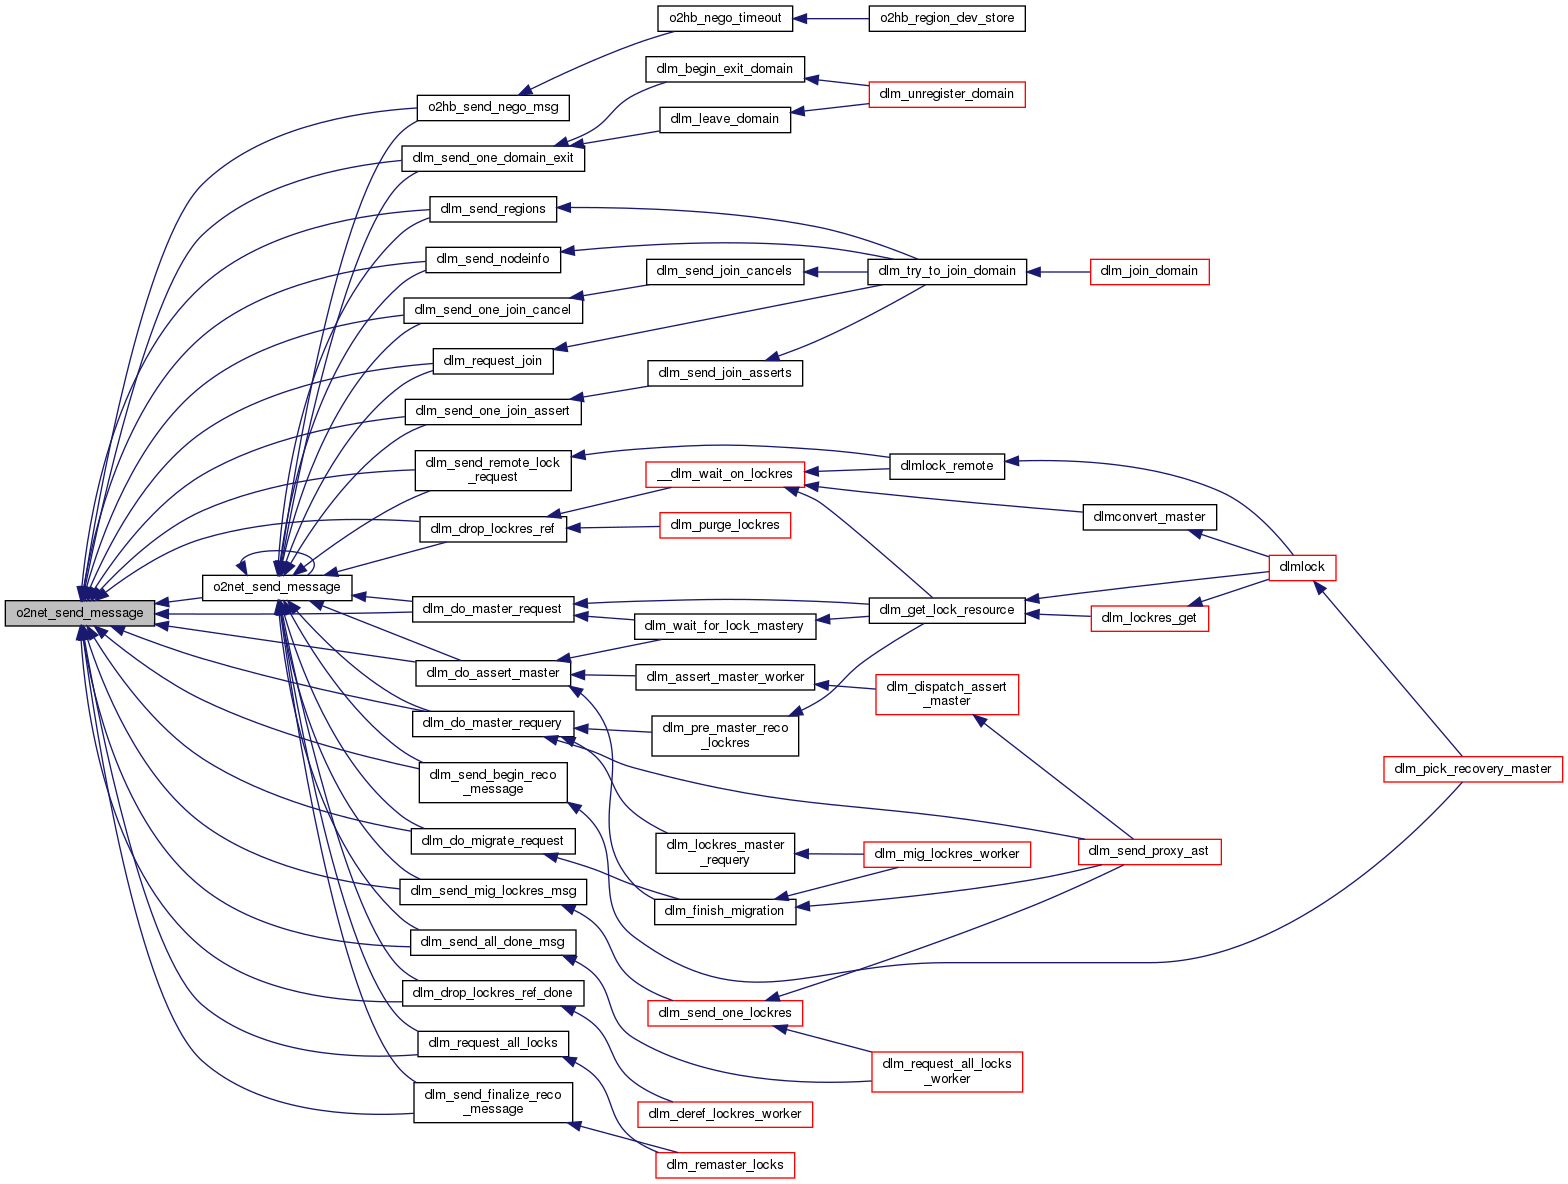 o2hb_nego_timeout
o2hb_region_dev_store
dlm_begin_exit_domain
dlm_unregister_domain
o2hb_send_nego_msg
dlm_leave_domain
dlm_send_one_domain_exit
dlm_send_regions
dlm_send_nodeinfo
dlm_send_join_cancels
dlm_try_to_join_domain
dlm_join_domain
dlm_send_one_join_cancel
dlm_request_join
dlm_send_join_asserts
dlm_send_one_join_assert
dlm_send_remote_lock
_request
__dlm_wait_on_lockres
dlmlock_remote
dlm_drop_lockres_ref
dlm_purge_lockres
dlmconvert_master
dlmlock
o2net_send_message
o2net_send_message
dlm_do_master_request
dlm_wait_for_lock_mastery
dlm_get_lock_resource
dlm_lockres_get
dlm_do_assert_master
dlm_assert_master_worker
dlm_dispatch_assert
_master
dlm_do_master_requery
dlm_pre_master_reco
_lockres
dlm_send_begin_reco
_message
dlm_pick_recovery_master
dlm_do_migrate_request
dlm_lockres_master
_requery
dlm_mig_lockres_worker
dlm_send_proxy_ast
dlm_send_mig_lockres_msg
dlm_finish_migration
dlm_send_all_done_msg
dlm_drop_lockres_ref_done
dlm_send_one_lockres
dlm_request_all_locks
dlm_request_all_locks
_worker
dlm_send_finalize_reco
_message
dlm_deref_lockres_worker
dlm_remaster_locks